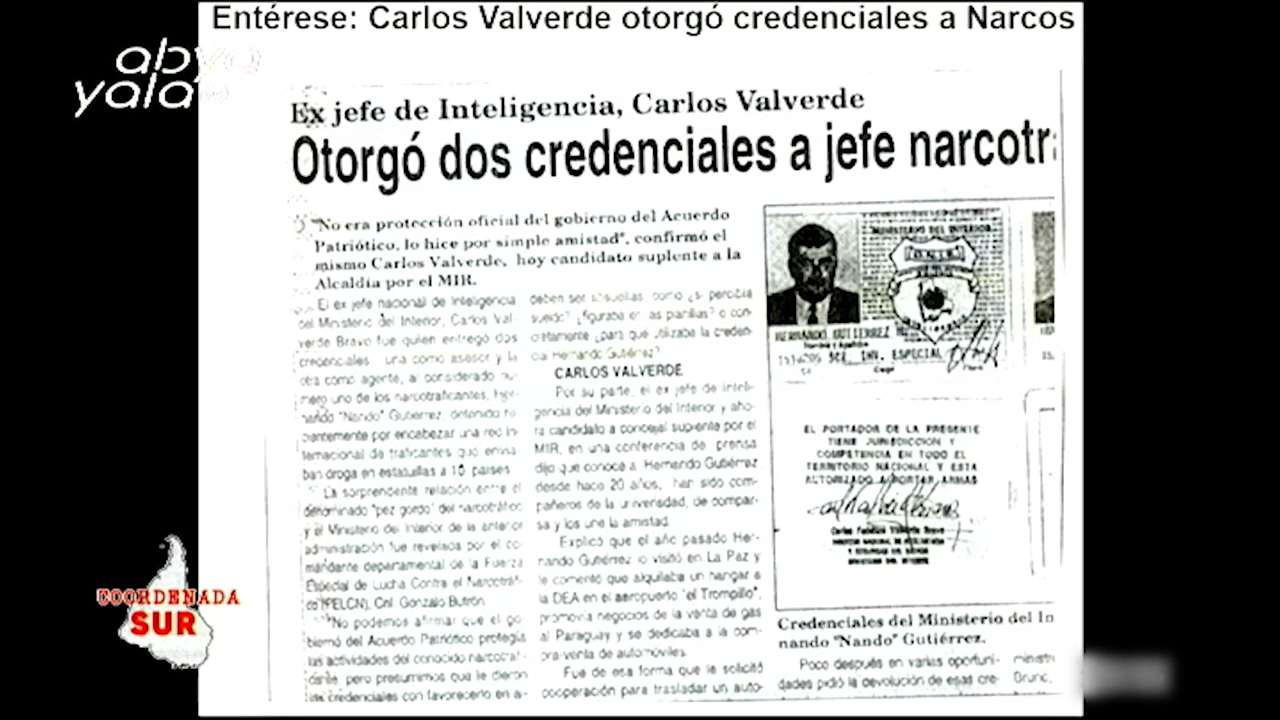 Entérese: Carlos Valverde otorgó credenciales a Narcos
abya
yala
Ex jefe de Inteligencia, Carlos Valverde
Otorgó dos credenciales a jefe narcotr
"No era protección oficial del gobierno del Acuerdo
Patriótico, lo hice por simple amistad", confirmó el
mismo Carlos Valverde, hoy candidato suplente a la
Alcaldía por el MIR.
El ex jefe nacional de Inteligencia
del Ministerio del Interior, Carlos Val-
verde Bravo fue quien entregó dos
credenciales una como asesor y la
otra como agente, al considerado nú-
mero uno de los narcotraficantes, Her-
nando "Nando" Gutiérrez, detenido re-
cientemente por encabezar una red in-
ternacional de traficantes que envia-
ban droga en estatuillas a 10 países
La sorprendente relación entre el
denominado "pez gordo" del narcotráfico
y el Ministerio del Interior de la anterior
administración fue revelada por el co-
mandante departamental de la Fuerza
Especial de Lucha Contra el Narcotráfi-
co (FELCN), Cnl. Gonzalo Butrón.
"No podemos afirmar que el go-
bierno del Acuerdo Patriótico protegía
las actividades del conocido narcotraf-
icante, pero presumimos que le dieron
las credenciales con favorecerlo en a-
deben ser absueltas, como ¿si percibía
sueldo? ¿figuraba en las planillas? o con-
cretamente ¿para qué utilizaba la creden-
cial Hernando Gutiérrez?
CARLOS VALVERDE
Por su parte, el ex jefe de Inteli-
gencia del Ministerio del Interior y aho-
ra candidato a concejal suplente por el
MIR, en una conferencia de prensa
dijo que conoce a Hernando Gutiérrez
desde hace 20 años, han sido com-
pañeros de la universidad, de compar-
sa y los une la amistad.
Explicó que el año pasado Her-
nando Gutiérrez lo visitó en La Paz y
le comentó que alquilaba un hangar a
la DEA en el aeropuerto "el Trompillo",
promovía negocios de la venta de gas
al Paraguay y se dedicaba a la com-
pra-venta de automóviles.
Fue de esa forma que le solicitó
cooperación para trasladar un auto-
MINISTERIO DEL INTERIOR
HERNANDO GUTIERREZ
INV. ESPECIAL
EL PORTADOR DE LA PRESENTE
TIENE JURISDICCION Y
COMPETENCIA EN TODO EL
TERRITORIO NACIONAL Y ESTA
AUTORIZADO A PORTAR ARMAS
Credenciales del Ministerio del In
nando "Nando" Gutiérrez.
Poco después en varias oportuni-
dades pidió la devolución de esas cre-
ministr
COORDENADA
SUR